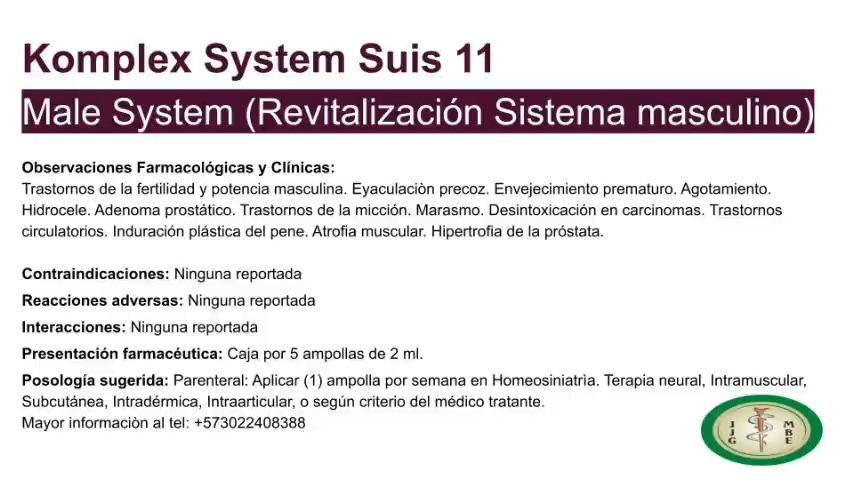 Komplex System Suis 11
Male System (Revitalización Sistema masculino)
Observaciones Farmacológicas y Clínicas:
Trastornos de la fertilidad y potencia masculina. Eyaculaciòn precoz. Envejecimiento prematuro. Agotamiento.
Hidrocele. Adenoma prostático. Trastornos de la micción. Marasmo. Desintoxicación en carcinomas. Trastornos
circulatorios. Induración plástica del pene. Atrofia muscular. Hipertrofia de la próstata.
Contraindicaciones: Ninguna reportada
Reacciones adversas: Ninguna reportada
Interacciones: Ninguna reportada
Presentación farmacéutica: Caja por 5 ampollas de 2 ml.
Posología sugerida: Parenteral: Aplicar (1) ampolla por semana en Homeosiniatrìa. Terapia neural, Intramuscular,
Subcutánea, Intradérmica, Intraarticular, o según criterio del médico tratante.
Mayor informaciòn al tel: +573022408388
JJG MBE